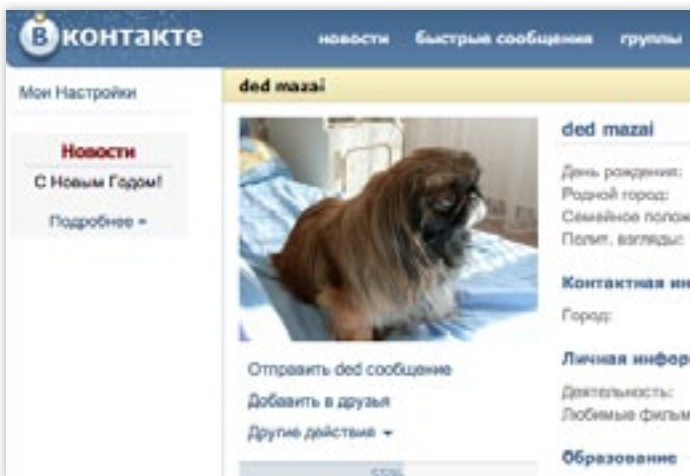 Вконтакте
новости быстрые сообщения группы
Мои Настройки
ded mazai
Новости
С Новым Годом!
Подробнее »
ded mazai
День рождения:
Родной город:
Семейное полож
Полит. взгляды:
Контактная ин
Город:
Личная инфор
Деятельность:
Любимые фильм
Образование
Отправить ded сообщение
Добавить в друзья
Другие действия
55%